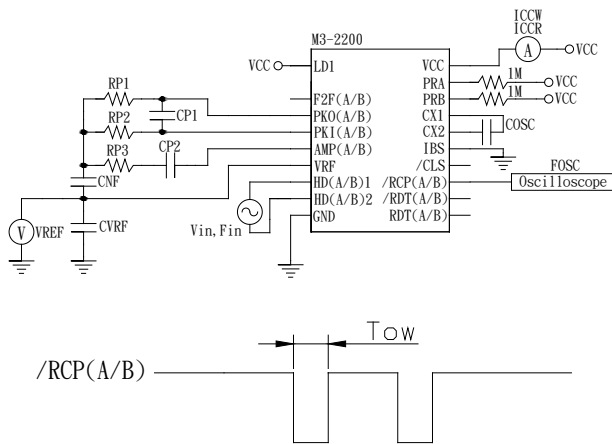 ICCW
ICCR
M3-2200
VCC
LD1
VCC
A
VCC
RP1
F2F(A/B)
PRA
1M
VCC
CP1
PKO(A/B)
PRB
1M
VCC
RP2
PKI(A/B)
CX1
RP3
CP2
AMP(A/B)
CX2
COSC
CNF
VRF
IBS
HD(A/B)1
/CLS
FOSC
HD(A/B)2
/RCP(A/B)
Oscilloscope
V
VREF
CVRF
Vin,Fin
GND
/RDT(A/B)
RDT(A/B)
Tow
/RCP(A/B)